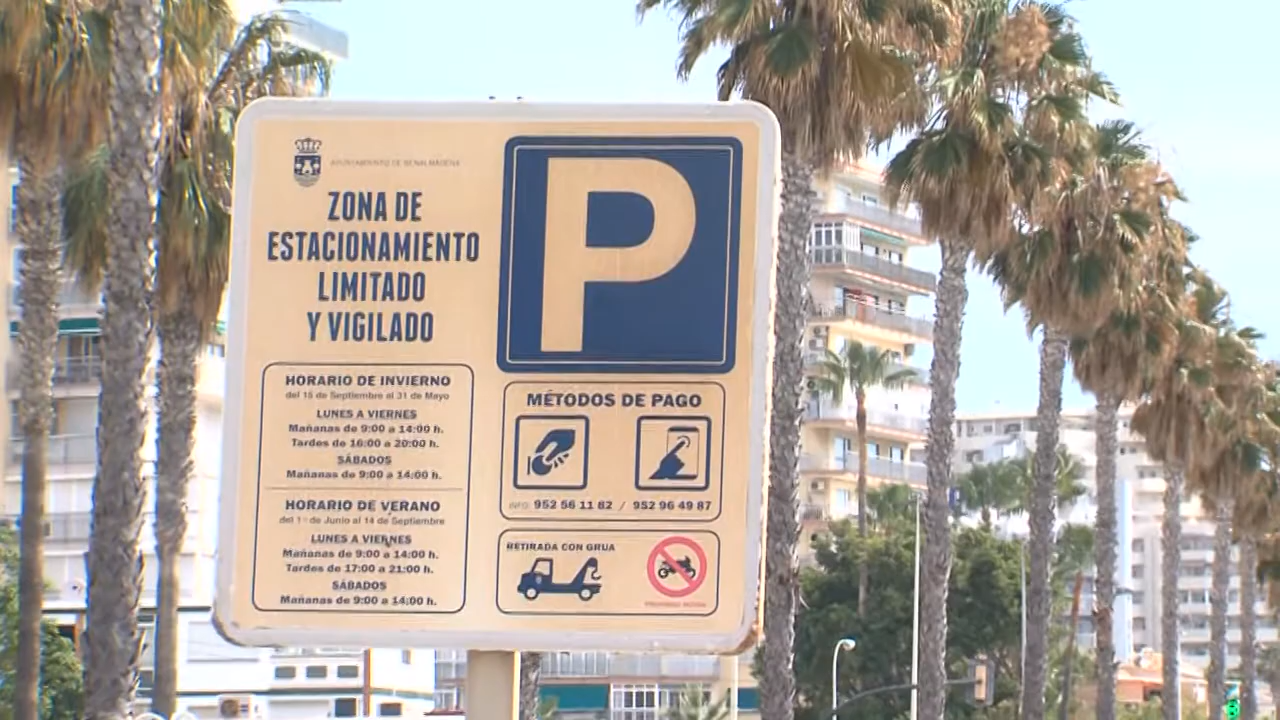 AYUNTAMIENTO DE BENALMÁDENA
ZONA DE
ESTACIONAMIENTO
LIMITADO
Y VIGILADO
P
HORARIO DE INVIERNO
del 15 de Septiembre al 31 de Mayo
LUNES A VIERNES
Mañanas de 9:00 a 14:00 h.
Tardes de 16:00 a 20:00 h.
SÁBADOS
Mañanas de 9:00 a 14:00 h.
HORARIO DE VERANO
del 1º de Junio al 14 de Septiembre
LUNES A VIERNES
Mañanas de 9:00 a 14:00 h.
Tardes de 17:00 a 21:00 h.
SÁBADOS
Mañanas de 9:00 a 14:00 h.
MÉTODOS DE PAGO
INFO: 952 56 11 82 / 952 96 49 87
RETIRADA CON GRUA
PROHIBIDO MOTOS